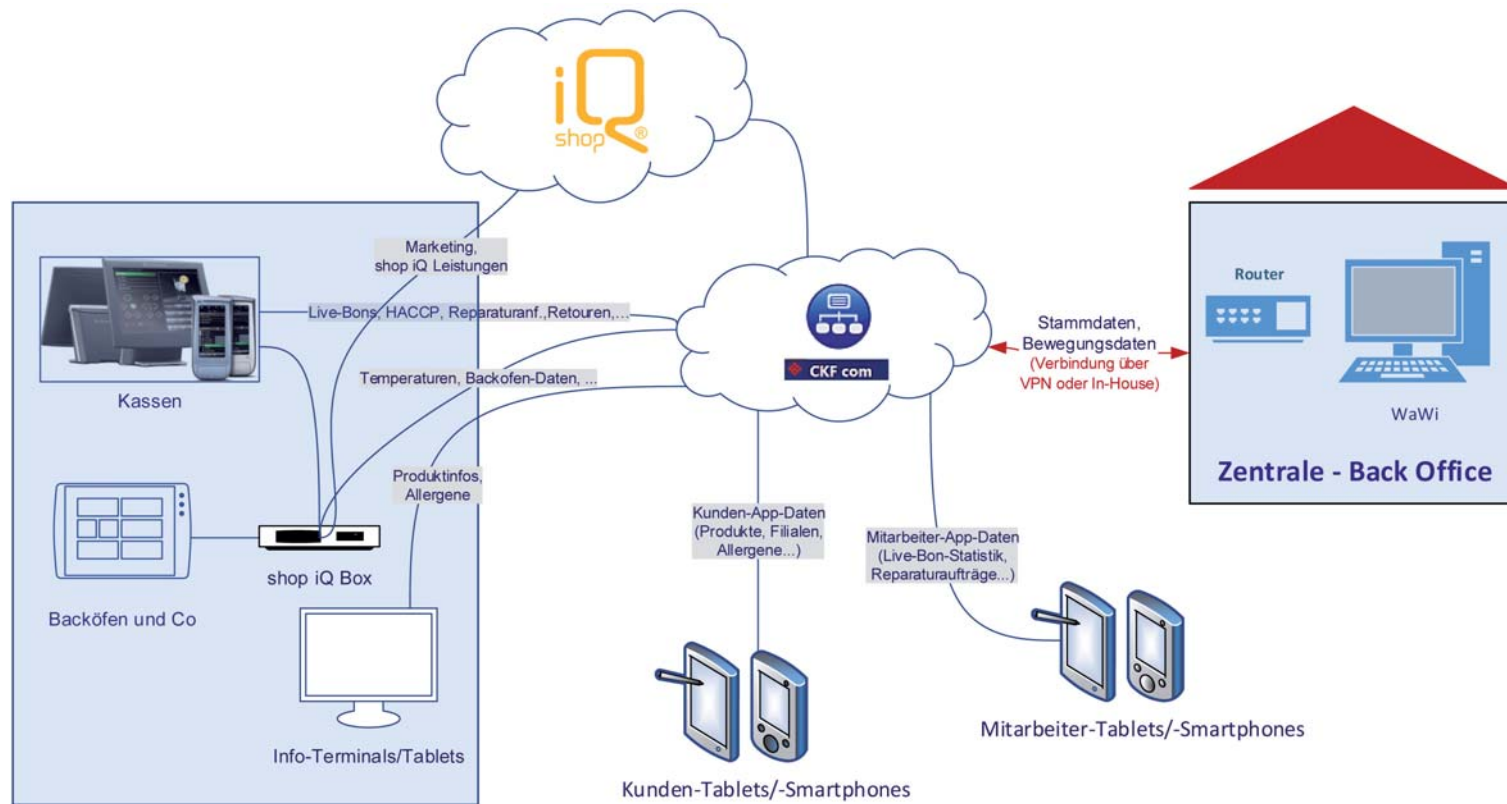 iQ
shop ®
Marketing,
shop iQ Leistungen
Kassen
Live-Bons, HACCP, Reparaturanf.,Retouren,...
Temperaturen, Backofen-Daten, ...
Produktinfos,
Allergene
shop iQ Box
Backöfen und Co
Info-Terminals/Tablets
CKF com
Kunden-App-Daten
(Produkte, Filialen,
Allergene...)
Kunden-Tablets/-Smartphones
Mitarbeiter-App-Daten
(Live-Bon-Statistik,
Reparaturaufträge...)
Mitarbeiter-Tablets/-Smartphones
Stammdaten,
Bewegungsdaten
(Verbindung über
VPN oder In-House)
Router
WaWi
Zentrale - Back Office